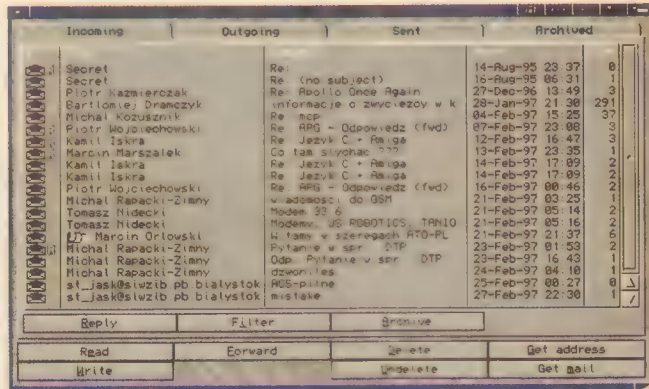 Incoming Outgoing Sent Archived
Secret Re: 14-Aug-95 23:37 0
Secret Re: (no subject) 16-Aug-95 06:31 1
Piotr Kazmierczak Re: Apollo Once Again 27-Dec-96 13:49 3
Bartlomiej Dramczyk informacje o zwyciezcy w k 28-Jan-97 21:30 291
Michal Kozusznik Re: mcp 04-Feb-97 15:25 37
Piotr Wojciechowski Re: APG - Odpowiedz (fwd) 07-Feb-97 23:08 3
Kamil Iskra Re: Jezyk C + Amiga 12-Feb-97 16:47 3
Marcin Marszalek Co tam slychac ??? 13-Feb-97 23:35 1
Kamil Iskra Re: Jezyk C + Amiga 14-Feb-97 17:09 2
Kamil Iskra Re: Jezyk C + Amiga 14-Feb-97 17:09 2
Piotr Wojciechowski Re: APG - Odpowiedz (fwd) 16-Feb-97 00:46 2
Michal Rapacki-Zimny wiadomosci do OSM 21-Feb-97 03:25 1
Tomasz Nidecki Modem 33.6 21-Feb-97 05:14 2
Tomasz Nidecki Modemy, US ROBOTICS, TANIO 21-Feb-97 05:16 2
Marcin Orlowski Witamy w szeregach ATO-PL 21-Feb-97 21:37 6
Michal Rapacki-Zimny Pytanie w spr. DTP 23-Feb-97 01:53 2
Michal Rapacki-Zimny Odp. Pytanie w spr. DTP 23-Feb-97 16:43 1
Michal Rapacki-Zimny dzwoniles 24-Feb-97 04:10 1
st_jask@siwzib.pb.bialystok AGS-pilne 25-Feb-97 00:27 0
st_jask@siwzib.pb.bialystok mistake 27-Feb-97 22:30 1
Reply Filter Archive
Read Forward Delete Get address
Write Undelete Get mail